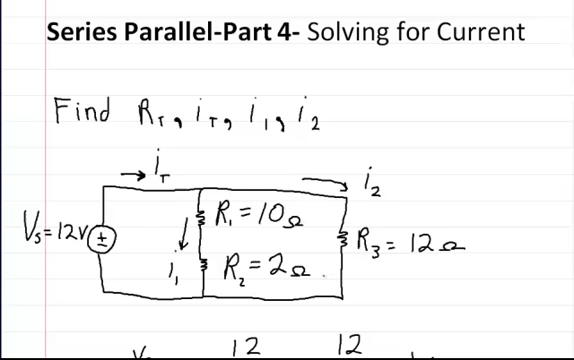 Series Parallel-Part 4- Solving for Current
Find R_T, i_T, i_1, i_2
i_T
i_2
V_s=12V
R_1=10Ω
R_3=12Ω
i_1
R_2=2Ω
12 12